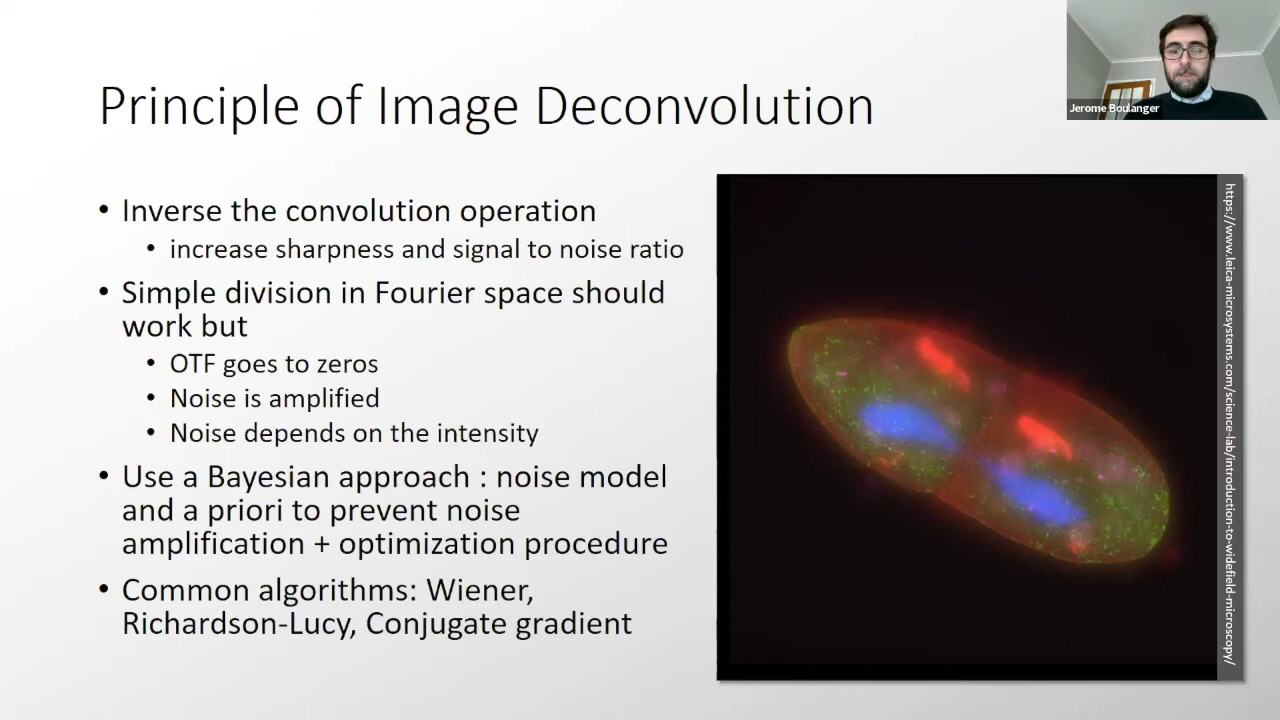 Principle of Image Deconvolution
Jerome Boulanger
• Inverse the convolution operation
• increase sharpness and signal to noise ratio
• Simple division in Fourier space should
work but
• OTF goes to zeros
• Noise is amplified
• Noise depends on the intensity
• Use a Bayesian approach : noise model
and a priori to prevent noise
amplification + optimization procedure
• Common algorithms: Wiener,
Richardson-Lucy, Conjugate gradient
https://www.leica-microsystems.com/science-lab/introduction-to-widefield-microscopy/